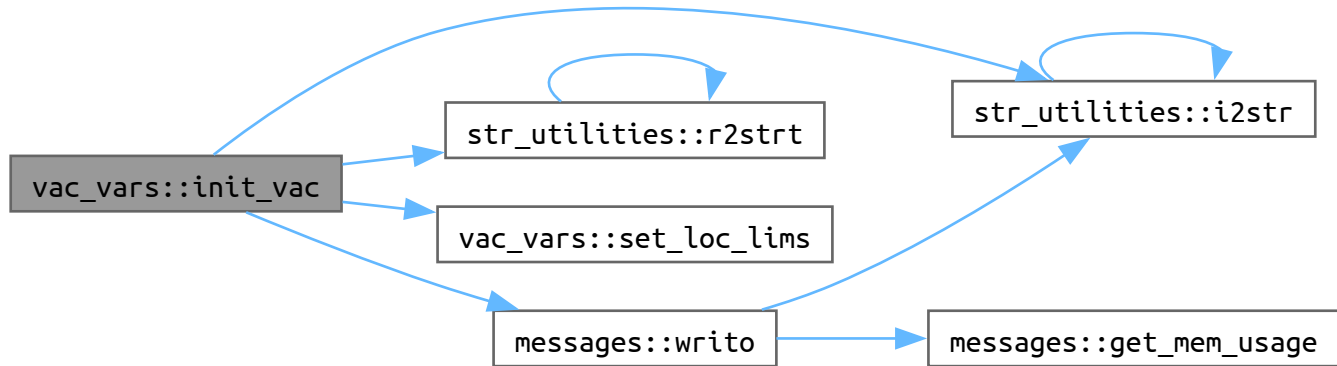 vac_vars::init_vac
str_utilities::r2strt
str_utilities::i2str
vac_vars::set_loc_lims
messages::writo
messages::get_mem_usage